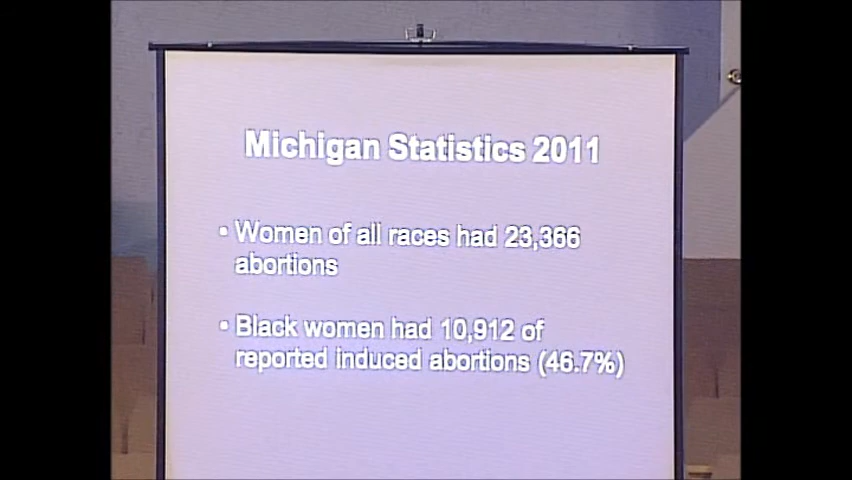 Michigan Statistics 2011
• Women of all races had 23,366
abortions
• Black women had 10,912 of
reported induced abortions (46.7%)